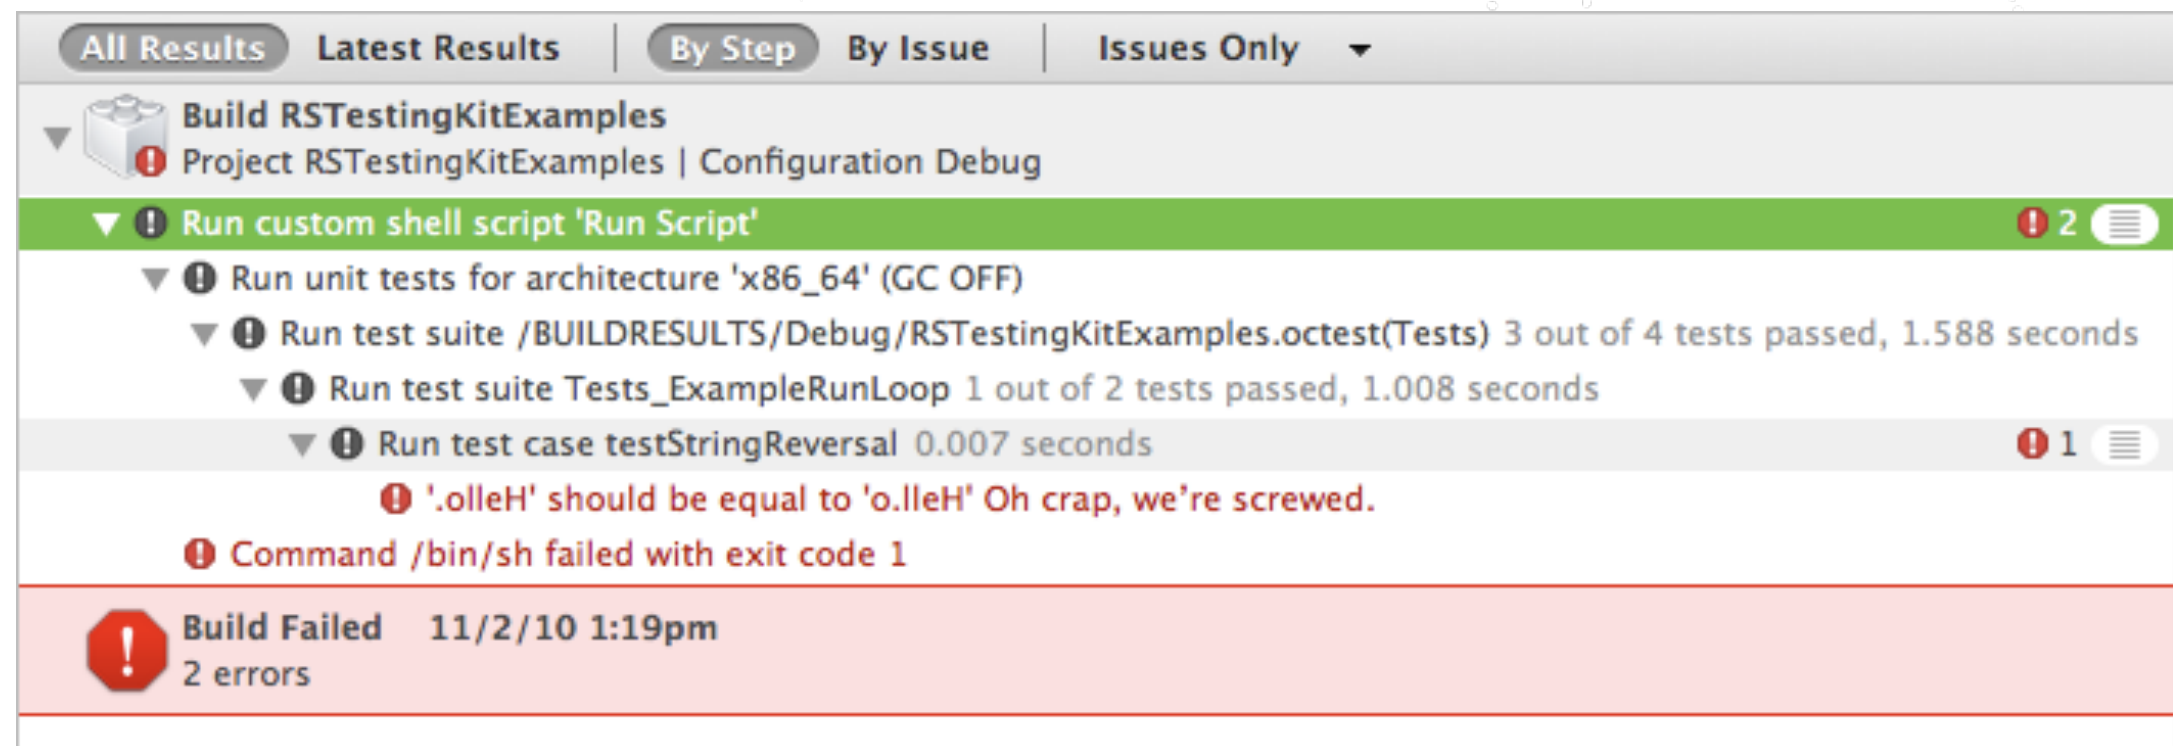 All Results Latest Results By Step By Issue Issues Only
Build RSTestingKitExamples
Project RSTestingKitExamples | Configuration Debug
Run custom shell script 'Run Script' 2
Run unit tests for architecture 'x86_64' (GC OFF)
Run test suite /BUILDRESULTS/Debug/RSTestingKitExamples.octest(Tests) 3 out of 4 tests passed, 1.588 seconds
Run test suite Tests_ExampleRunLoop 1 out of 2 tests passed, 1.008 seconds
Run test case testStringReversal 0.007 seconds 1
'.olleH' should be equal to 'o.lleH' Oh crap, we’re screwed.
Command /bin/sh failed with exit code 1
Build Failed 11/2/10 1:19pm
2 errors